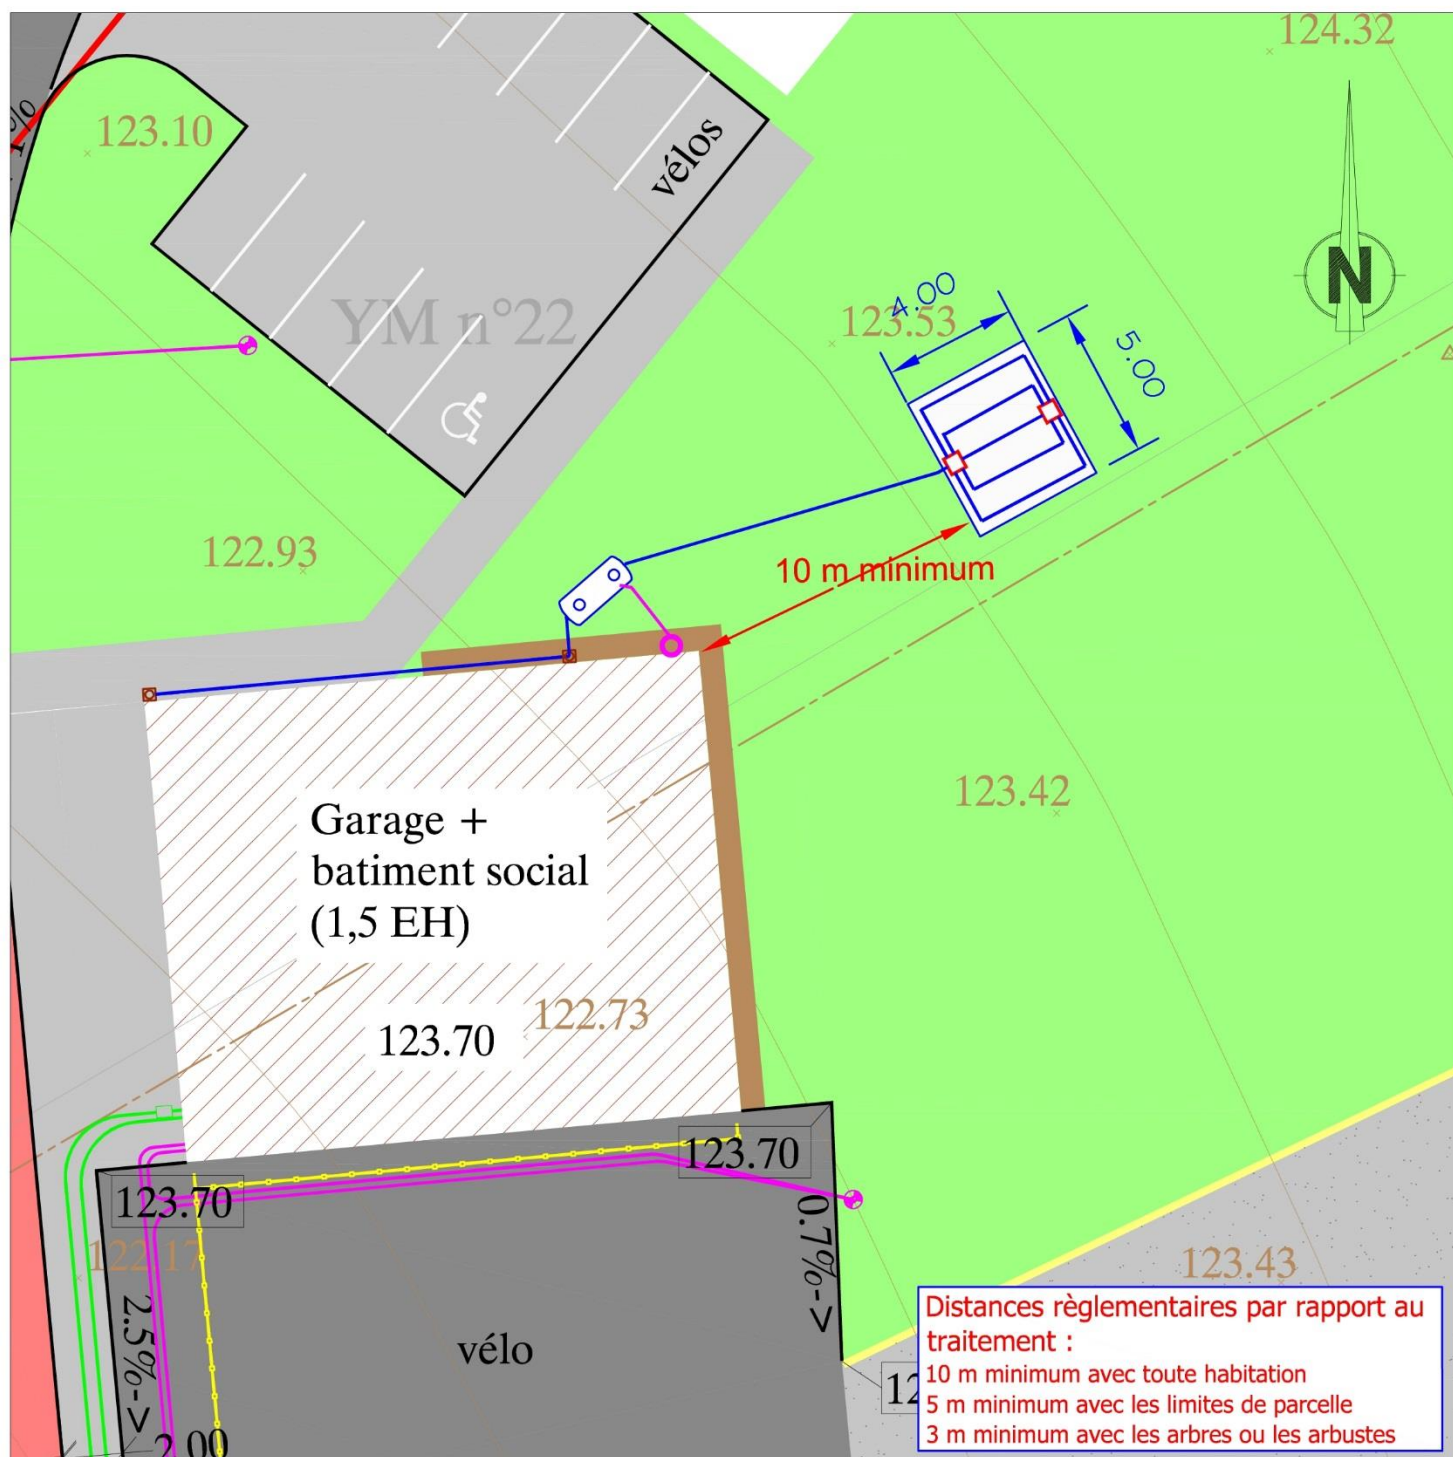 124.32
123.10
vélos
N
4.00
123.53
YM n°22
5.00
122.93
10 m minimum
123.42
Garage +
batiment social
(1,5 EH)
122.73
123.70
123.70
123.70
0.7%->
122.17
123.43
2.5%->
vélo
Distances règlementaires par rapport au
traitement :
10 m minimum avec toute habitation
5 m minimum avec les limites de parcelle
3 m minimum avec les arbres ou les arbustes